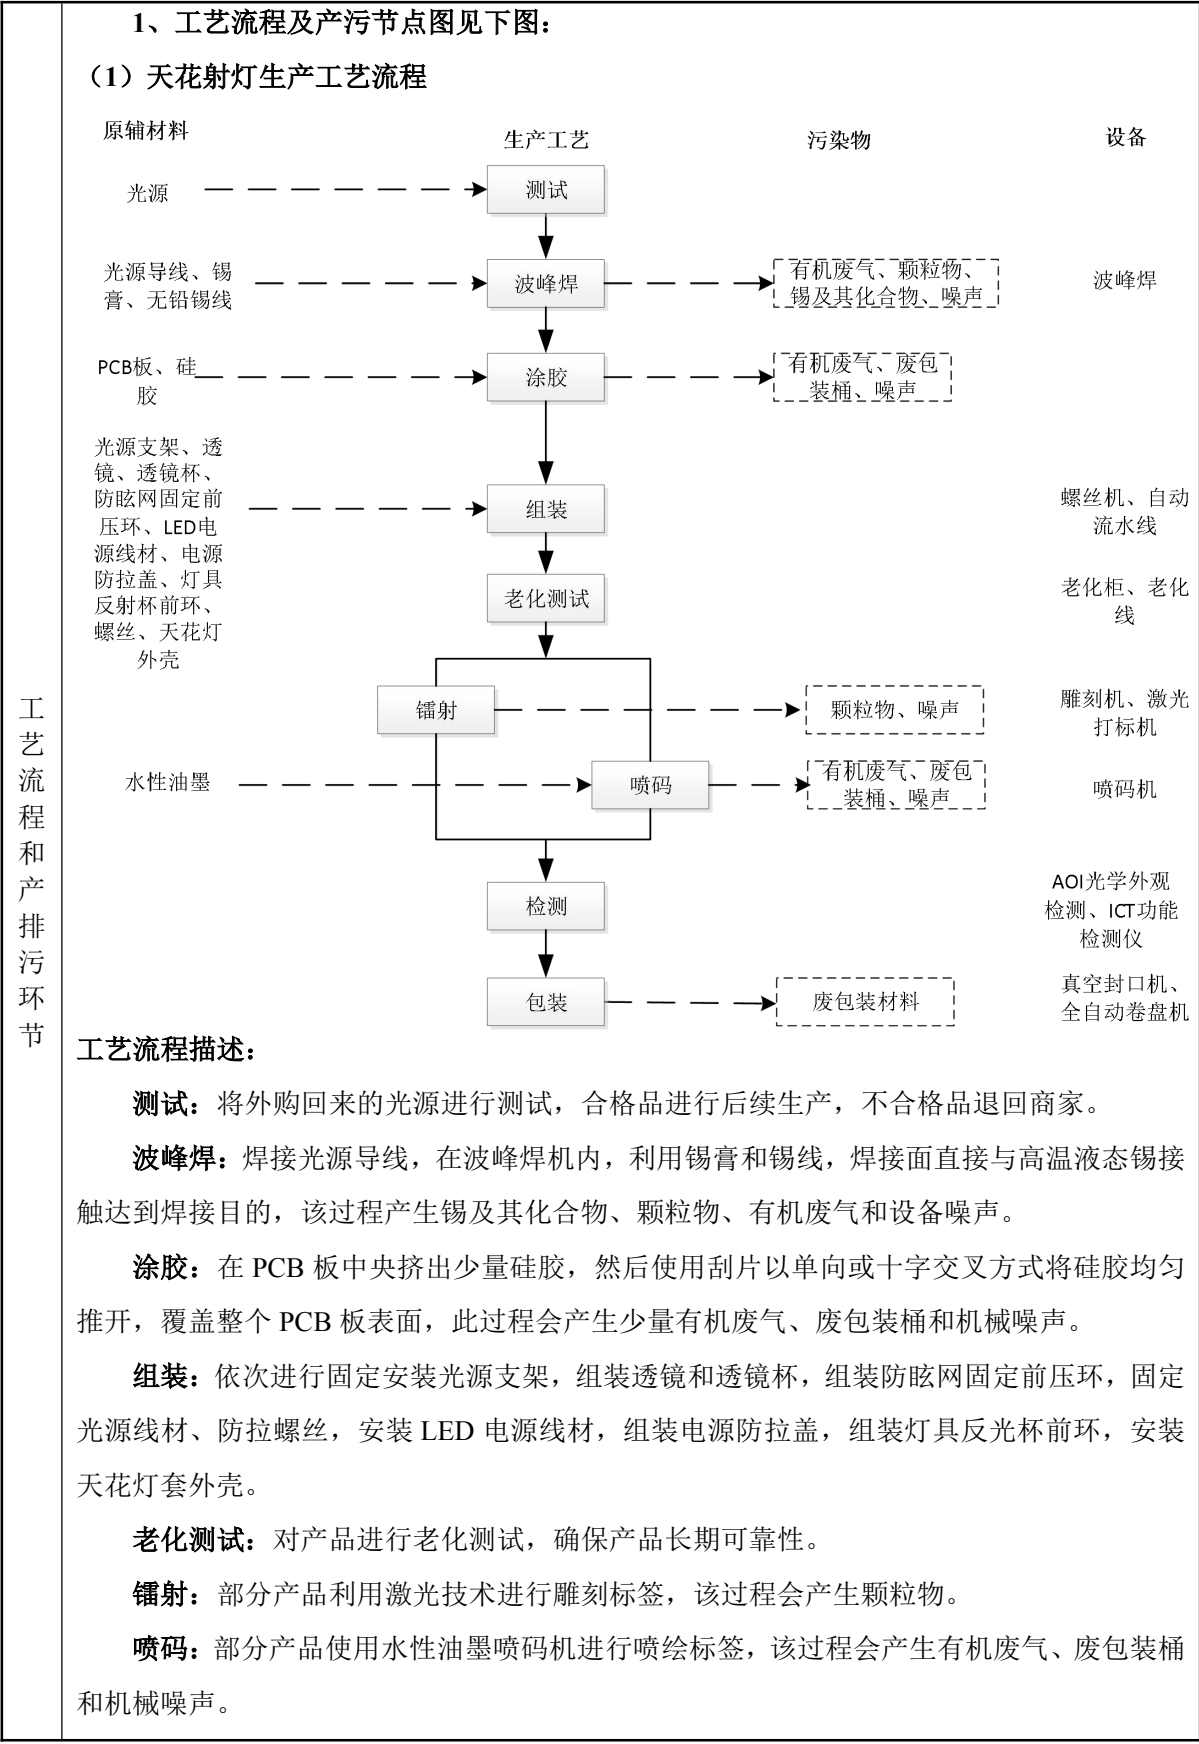 1、工艺流程及产污节点图见下图：
（1）天花射灯生产工艺流程
原辅材料
生产工艺
污染物
设备
光源
测试
光源导线、锡
膏、无铅锡线
波峰焊
有机废气、颗粒物、
锡及其化合物、噪声
波峰焊
PCB板、硅
胶
涂胶
有机废气、废包
装桶、噪声
光源支架、透
镜、透镜杯、
防眩网固定前
压环、LED电
源线材、电源
防拉盖、灯具
反射杯前环、
螺丝、天花灯
外壳
组装
螺丝机、自动
流水线
老化测试
老化柜、老化
线
镭射
颗粒物、噪声
雕刻机、激光
打标机
水性油墨
喷码
有机废气、废包
装桶、噪声
喷码机
检测
AOI光学外观
检测、ICT功能
检测仪
包装
废包装材料
真空封口机、
全自动卷盘机
工
艺
流
程
和
产
排
污
环
节
工艺流程描述：
测试：将外购回来的光源进行测试，合格品进行后续生产，不合格品退回商家。
波峰焊：焊接光源导线，在波峰焊机内，利用锡膏和锡线，焊接面直接与高温液态锡接
触达到焊接目的，该过程产生锡及其化合物、颗粒物、有机废气和设备噪声。
涂胶：在 PCB 板中央挤出少量硅胶，然后使用刮片以单向或十字交叉方式将硅胶均匀
推开，覆盖整个 PCB 板表面，此过程会产生少量有机废气、废包装桶和机械噪声。
组装：依次进行固定安装光源支架，组装透镜和透镜杯，组装防眩网固定前压环，固定
光源线材、防拉螺丝，安装 LED 电源线材，组装电源防拉盖，组装灯具反光杯前环，安装
天花灯套外壳。
老化测试：对产品进行老化测试，确保产品长期可靠性。
镭射：部分产品利用激光技术进行雕刻标签，该过程会产生颗粒物。
喷码：部分产品使用水性油墨喷码机进行喷绘标签，该过程会产生有机废气、废包装桶
和机械噪声。